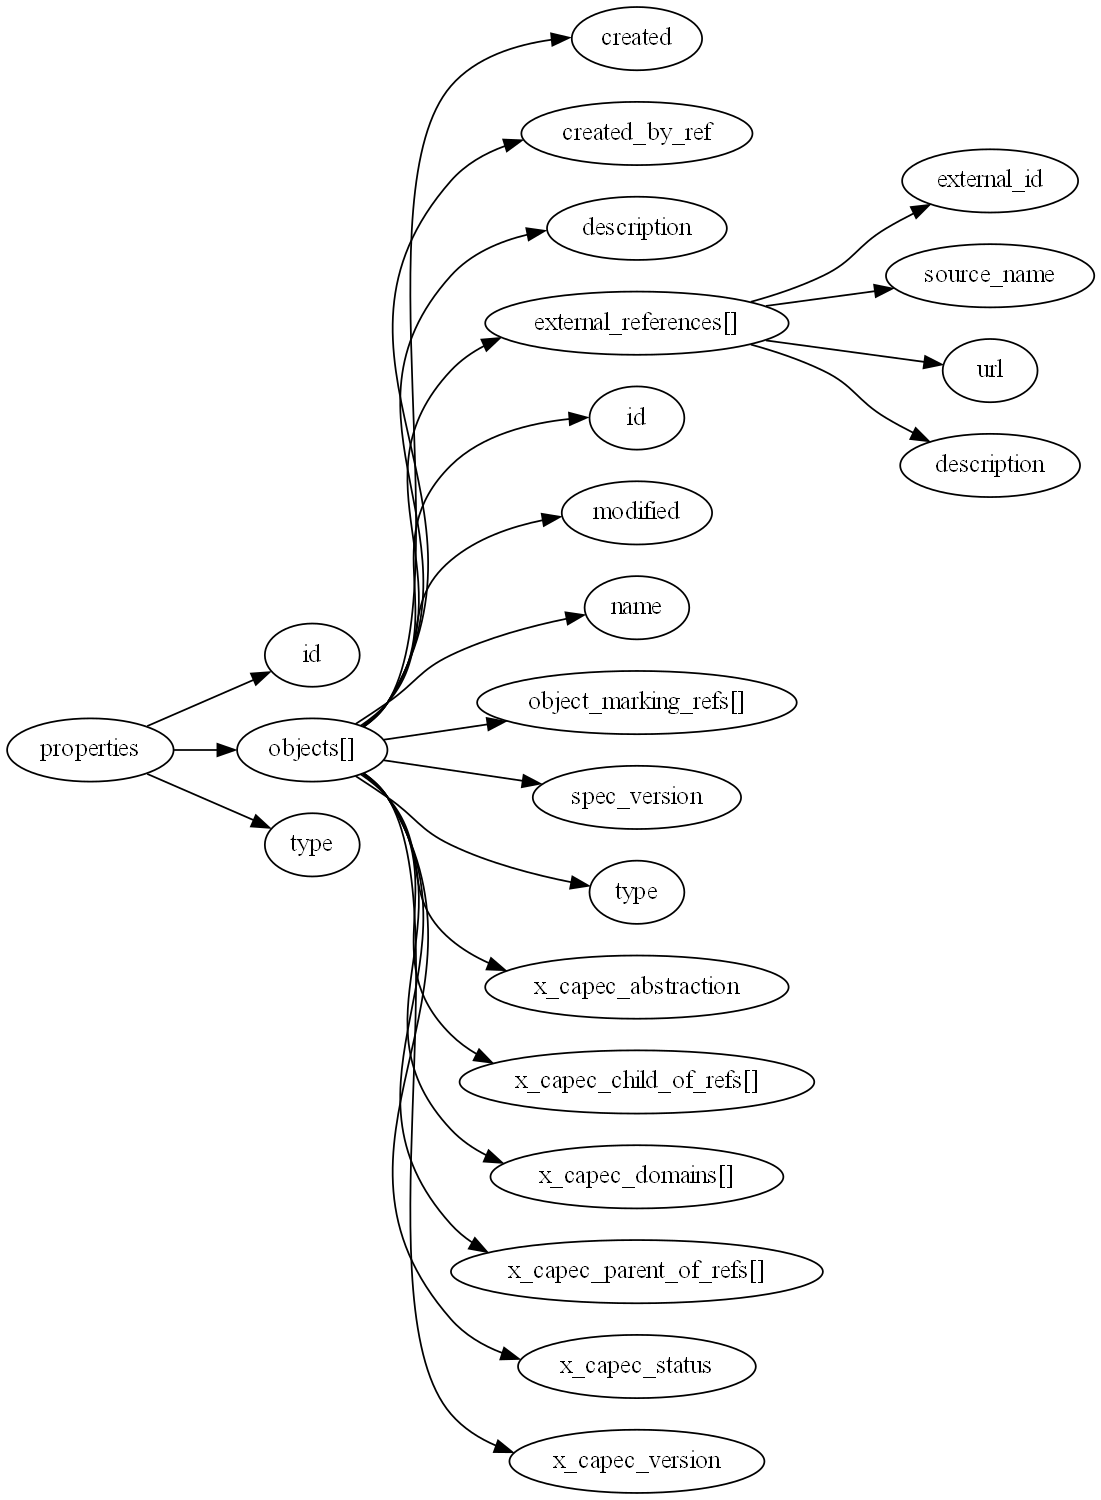 properties
id
objects[]
type
created
created_by_ref
description
external_references[]
id
modified
name
object_marking_refs[]
spec_version
type
x_capec_abstraction
x_capec_child_of_refs[]
x_capec_domains[]
x_capec_parent_of_refs[]
x_capec_status
x_capec_version
external_id
source_name
url
description